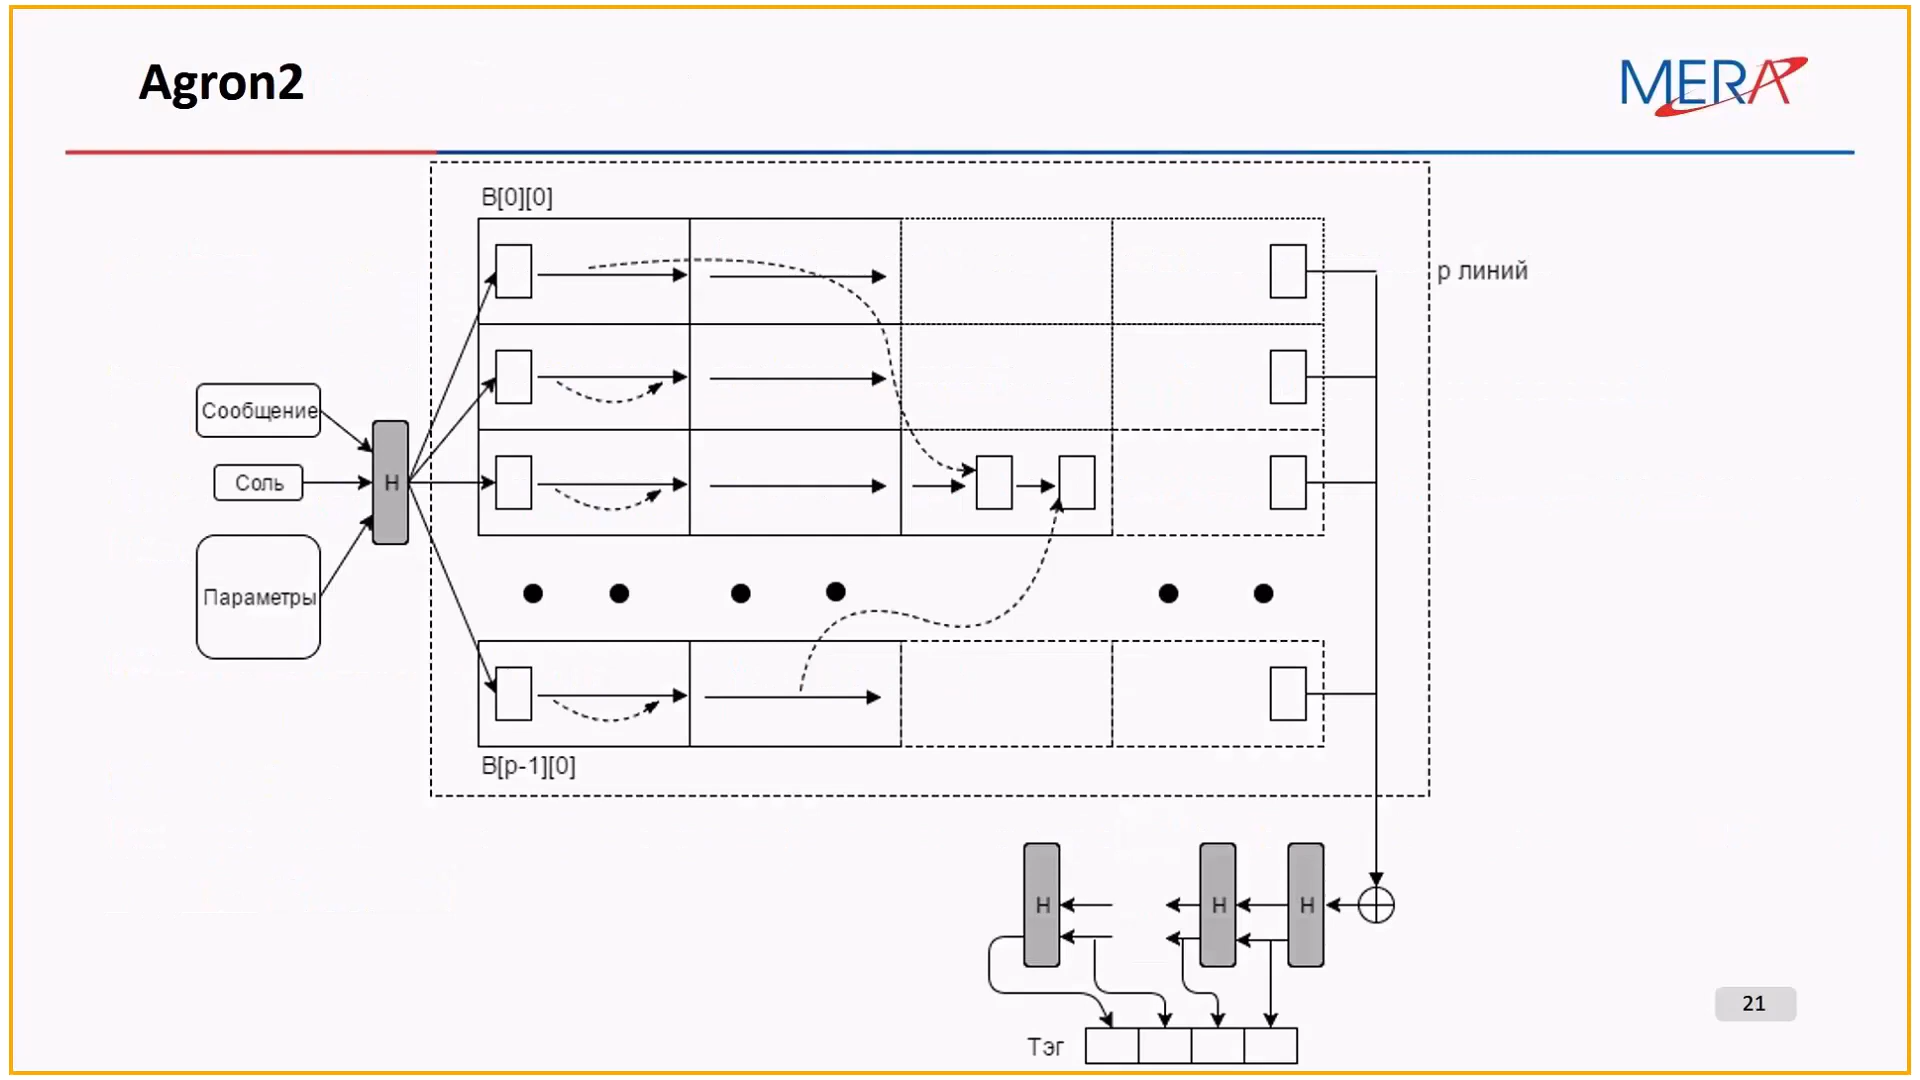 Agron2
MERA
B[0][0]
р линий
Сообщение
Соль
H
Параметры
B[p-1][0]
H
H
H
Тэг
21